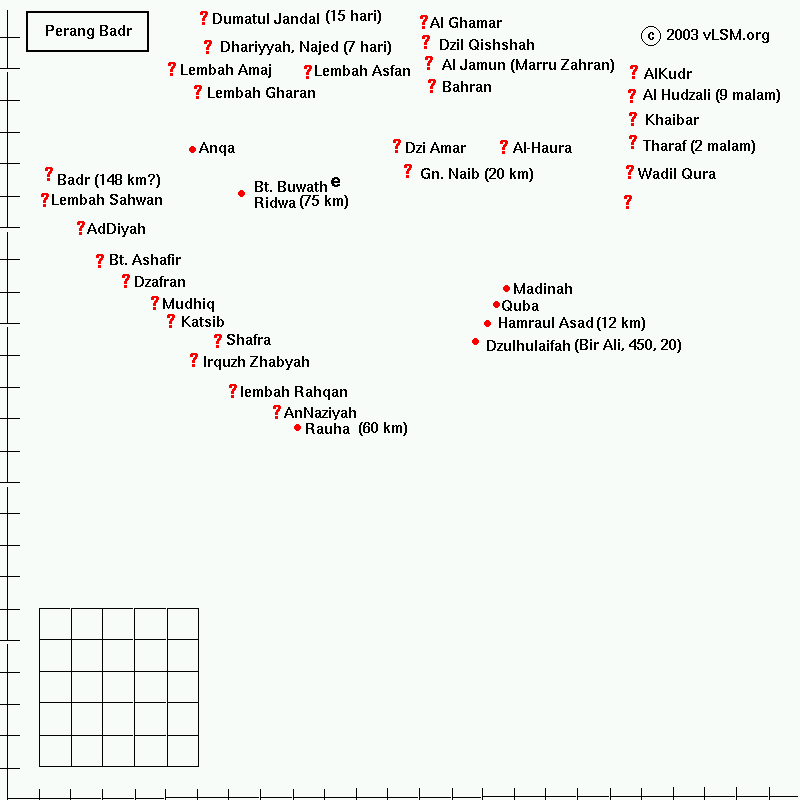 Perang Badr
? Dumatul Jandal (15 hari)
? Al Ghamar
© 2003 vLSM.org
? Dhariyyah, Najed (7 hari)
? Dzil Qishshah
? Lembah Amaj
? Lembah Asfan
? Al Jamun (Marru Zahran)
? AlKudr
? Lembah Gharan
? Bahran
? Al Hudzali (9 malam)
? Khaibar
Anqa
? Dzi Amar
? Al-Haura
? Tharaf (2 malam)
? Badr (148 km?)
Bt. Buwath e
Ridwa (75 km)
? Gn. Naib (20 km)
? Wadil Qura
? Lembah Sahwan
?
? AdDiyah
? Bt. Ashafir
? Dzafran
Madinah
? Mudhiq
Quba
? Katsib
Hamraul Asad (12 km)
? Shafra
Dzulhulaifah (Bir Ali, 450, 20)
? Irquzh Zhabyah
? lembah Rahqan
? AnNaziyah
Rauha (60 km)